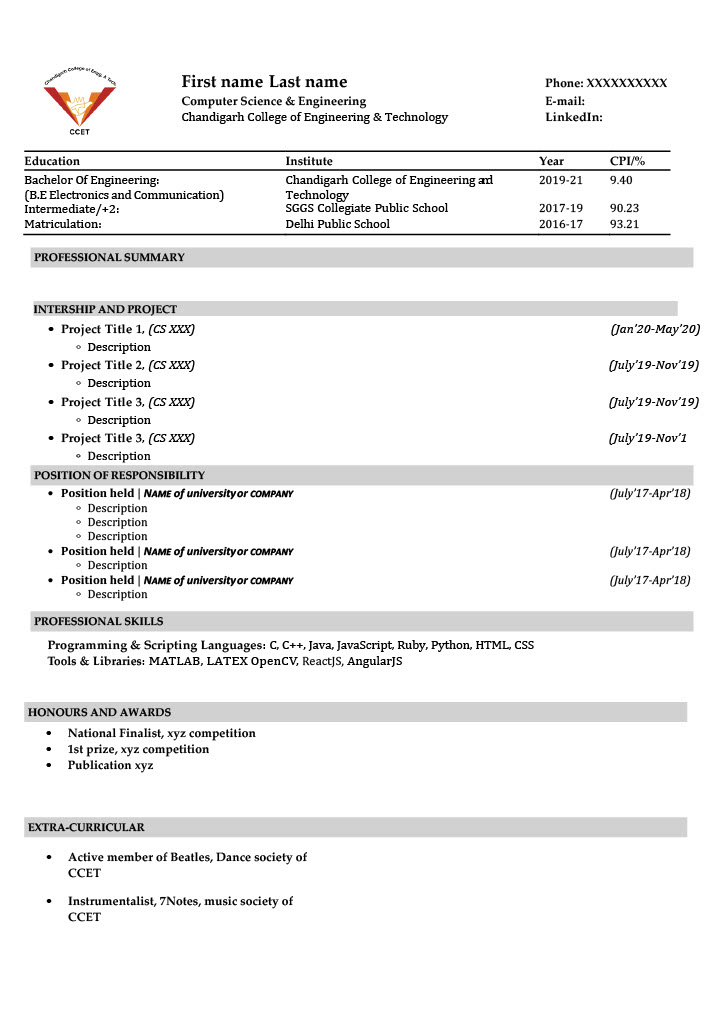 Chandigarh College of Engg. & Tech.
CCET
First name Last name
Computer Science & Engineering
Chandigarh College of Engineering & Technology
Phone: XXXXXXXXXX
E-mail:
LinkedIn:
Education Institute Year CPI/%
Bachelor Of Engineering: Chandigarh College of Engineering and 2019-21 9.40
(B.E Electronics and Communication) Technology
Intermediate/+2: SGGS Collegiate Public School 2017-19 90.23
Matriculation: Delhi Public School 2016-17 93.21
PROFESSIONAL SUMMARY
INTERSHIP AND PROJECT
• Project Title 1, (CS XXX) (Jan'20-May'20)
◦ Description
• Project Title 2, (CS XXX) (July'19-Nov'19)
◦ Description
• Project Title 3, (CS XXX) (July'19-Nov'19)
◦ Description
• Project Title 3, (CS XXX) (July'19-Nov'1
◦ Description
POSITION OF RESPONSIBILITY
• Position held | NAME of university or COMPANY (July'17-Apr'18)
◦ Description
◦ Description
◦ Description
• Position held | NAME of university or COMPANY (July'17-Apr'18)
◦ Description
• Position held | NAME of university or COMPANY (July'17-Apr'18)
◦ Description
PROFESSIONAL SKILLS
Programming & Scripting Languages: C, C++, Java, JavaScript, Ruby, Python, HTML, CSS
Tools & Libraries: MATLAB, LATEX OpenCV, ReactJS, AngularJS
HONOURS AND AWARDS
• National Finalist, xyz competition
• 1st prize, xyz competition
• Publication xyz
EXTRA-CURRICULAR
• Active member of Beatles, Dance society of
CCET
• Instrumentalist, 7Notes, music society of
CCET